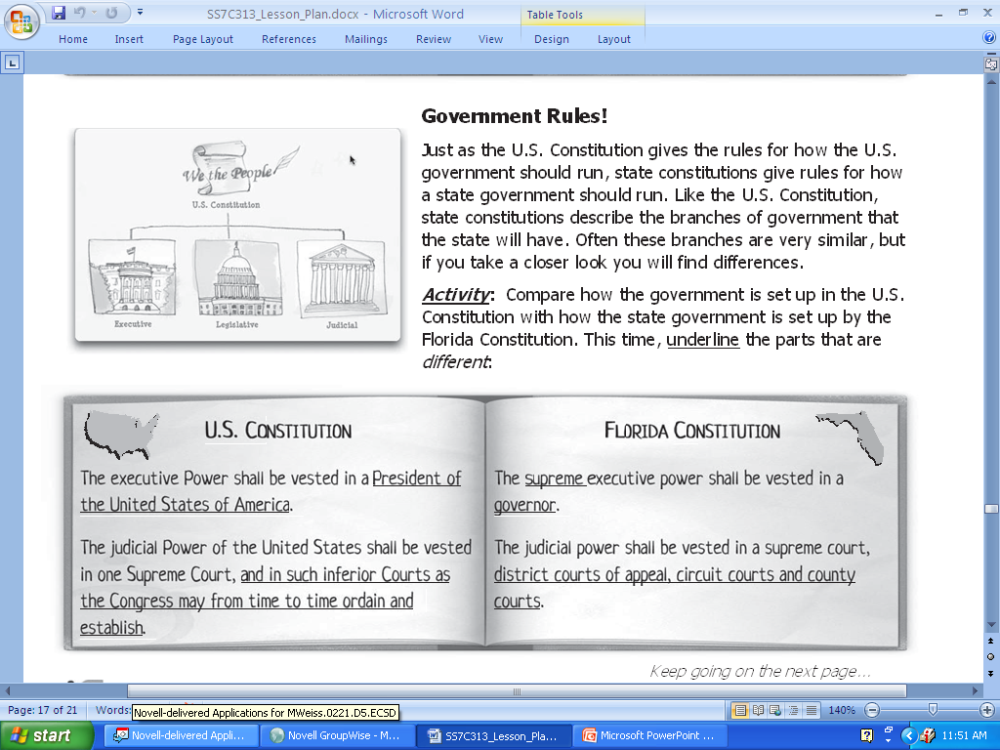 SS7C313_Lesson_Plan.docx - Microsoft Word
Table Tools
Home Insert Page Layout References Mailings Review View Design Layout
We the People
U.S. Constitution
Executive Legislative Judicial
Government Rules!
Just as the U.S. Constitution gives the rules for how the U.S.
government should run, state constitutions give rules for how
a state government should run. Like the U.S. Constitution,
state constitutions describe the branches of government that
the state will have. Often these branches are very similar, but
if you take a closer look you will find differences.
Activity: Compare how the government is set up in the U.S.
Constitution with how the state government is set up by the
Florida Constitution. This time, underline the parts that are
different:
U.S. CONSTITUTION
The executive Power shall be vested in a President of
the United States of America.
The judicial Power of the United States shall be vested
in one Supreme Court, and in such inferior Courts as
the Congress may from time to time ordain and
establish.
FLORIDA CONSTITUTION
The supreme executive power shall be vested in a
governor.
The judicial power shall be vested in a supreme court,
district courts of appeal, circuit courts and county
courts.
Keep going on the next page...
Page: 17 of 21 Words: 140%
Novell-delivered Applications for MWeiss.0221.D5.ECSD
start Novell-delivered Appli... Novell GroupWise - M... SS7C313_Lesson_Pla... Microsoft PowerPoint ... 11:51 AM